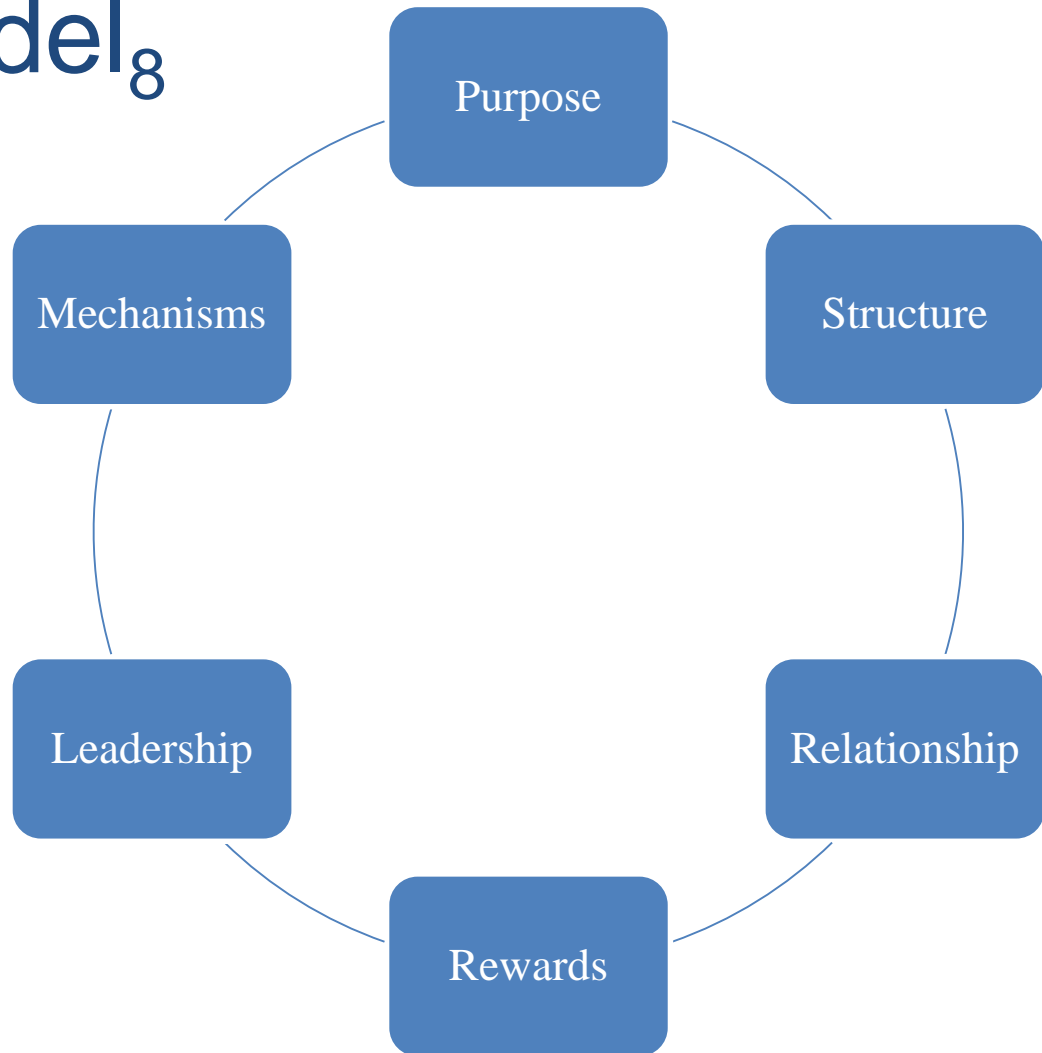 del8
Purpose
Mechanisms
Structure
Leadership
Relationship
Rewards